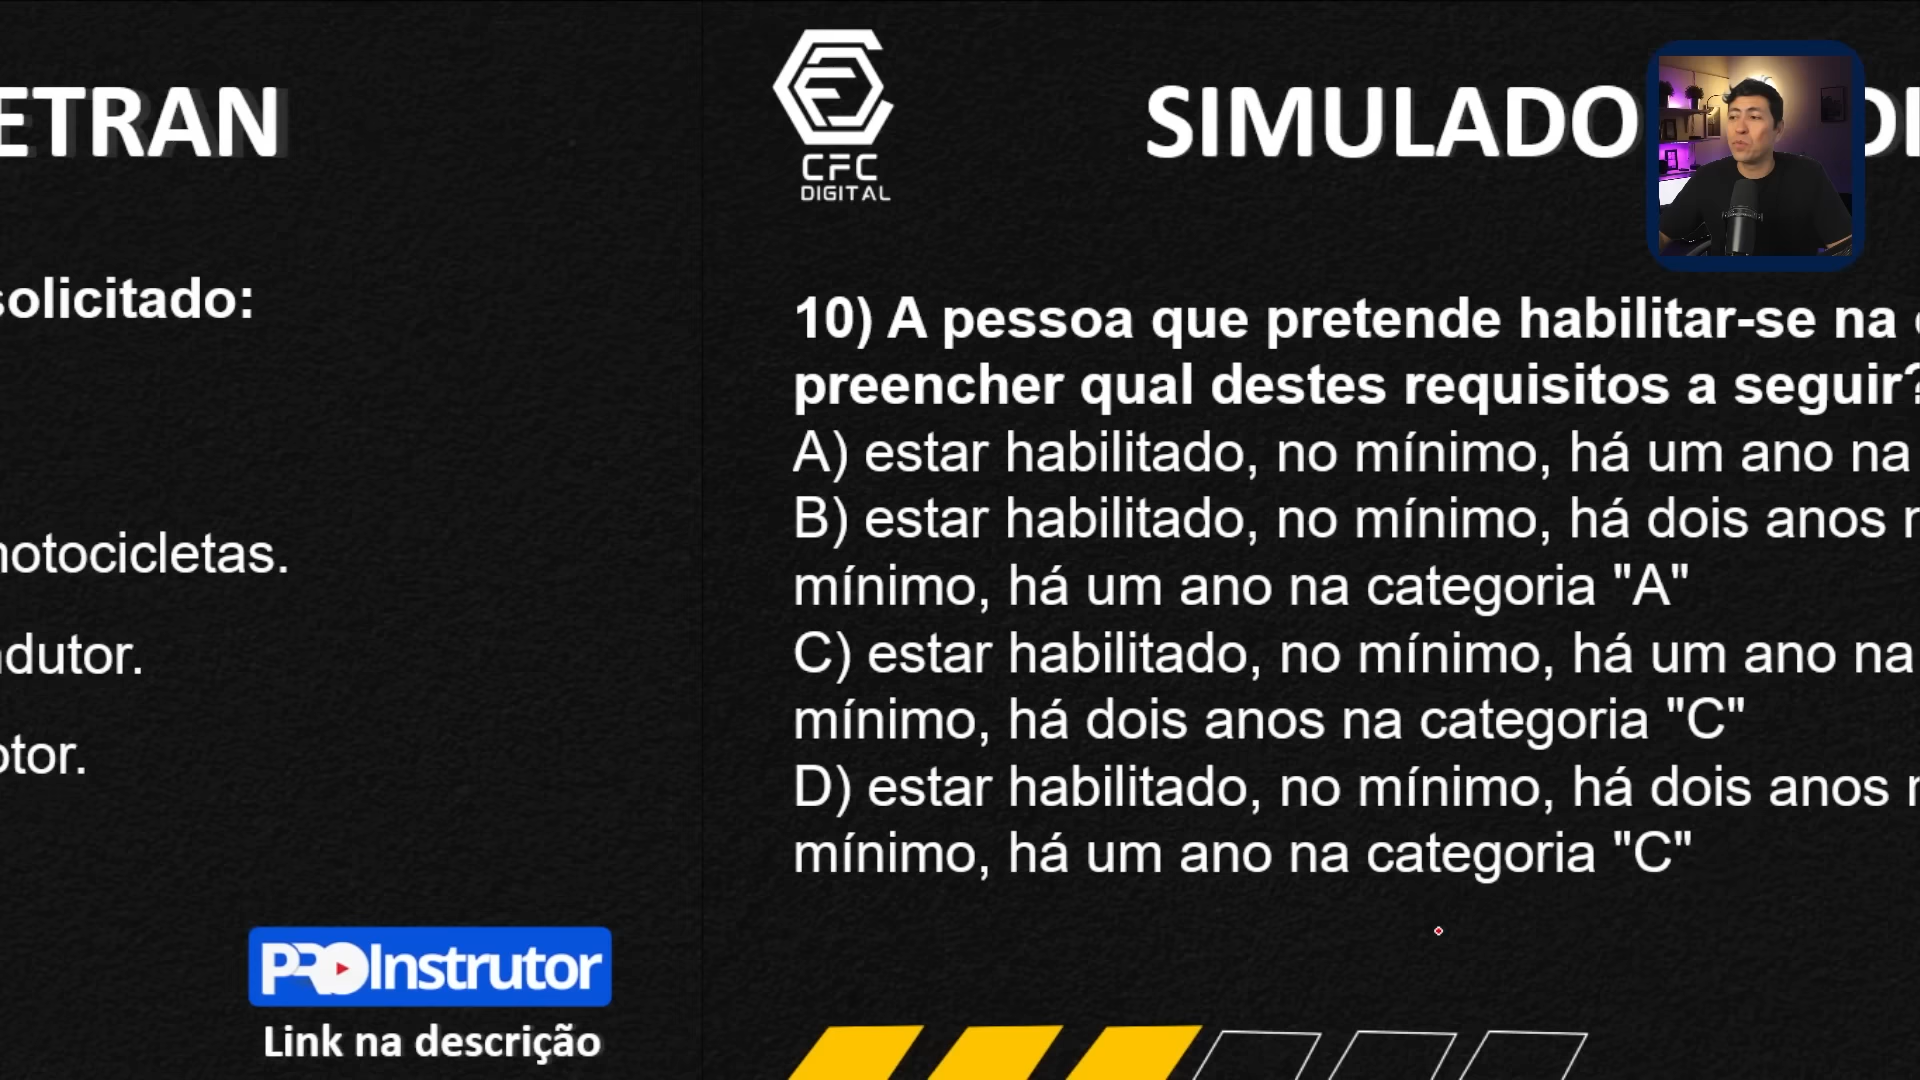 ETRAN
solicitado:
motocicletas.
dutor.
otor.
PROInstrutor
Link na descrição
CFC
DIGITAL
SIMULADO
10) A pessoa que pretende habilitar-se na
preencher qual destes requisitos a seguir?
A) estar habilitado, no mínimo, há um ano na
B) estar habilitado, no mínimo, há dois anos
mínimo, há um ano na categoria "A"
C) estar habilitado, no mínimo, há um ano na
mínimo, há dois anos na categoria "C"
D) estar habilitado, no mínimo, há dois anos
mínimo, há um ano na categoria "C"